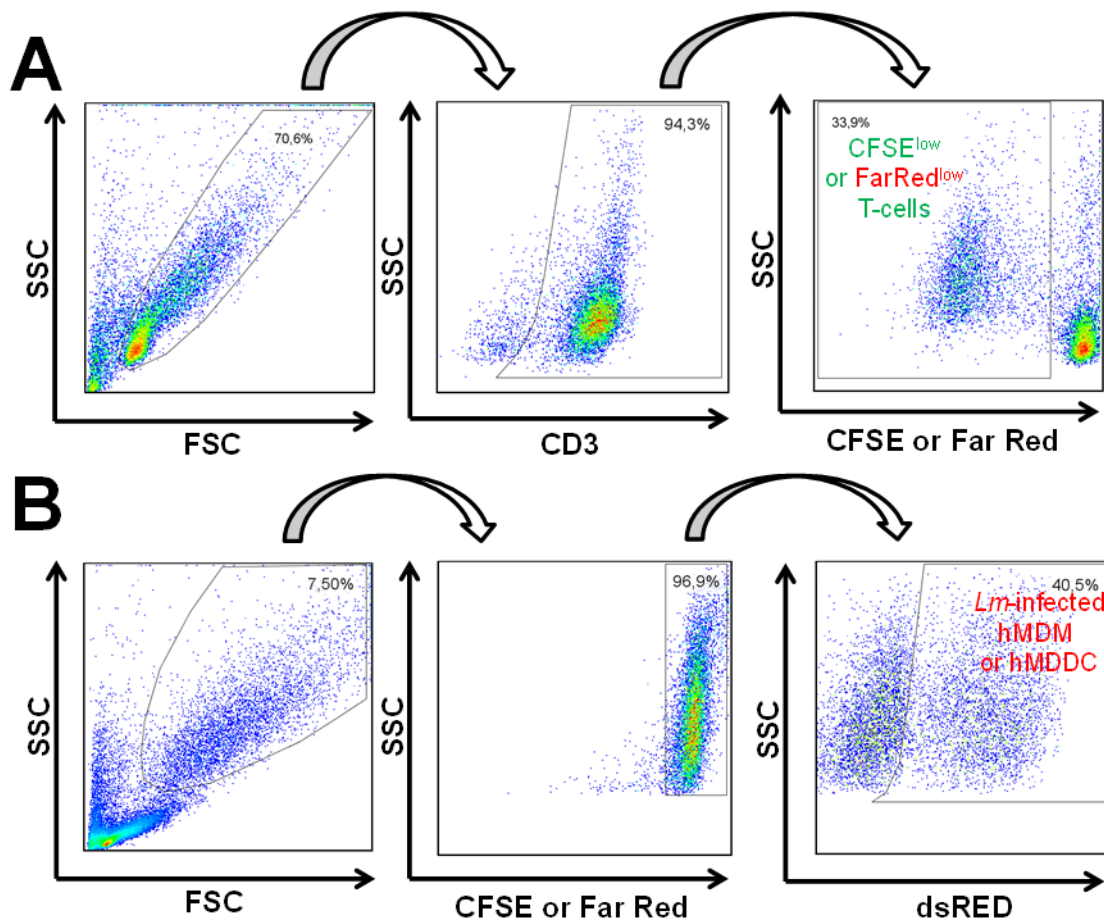 A
SSC
70,6%
FSC
SSC
94,3%
CD3
SSC
33,9%
CFSElow
or FarRedlow
T-cells
CFSE or Far Red
B
SSC
7,50%
FSC
SSC
96,9%
CFSE or Far Red
SSC
40,5%
Lm-infected
hMDM
or hMDDC
dsRED